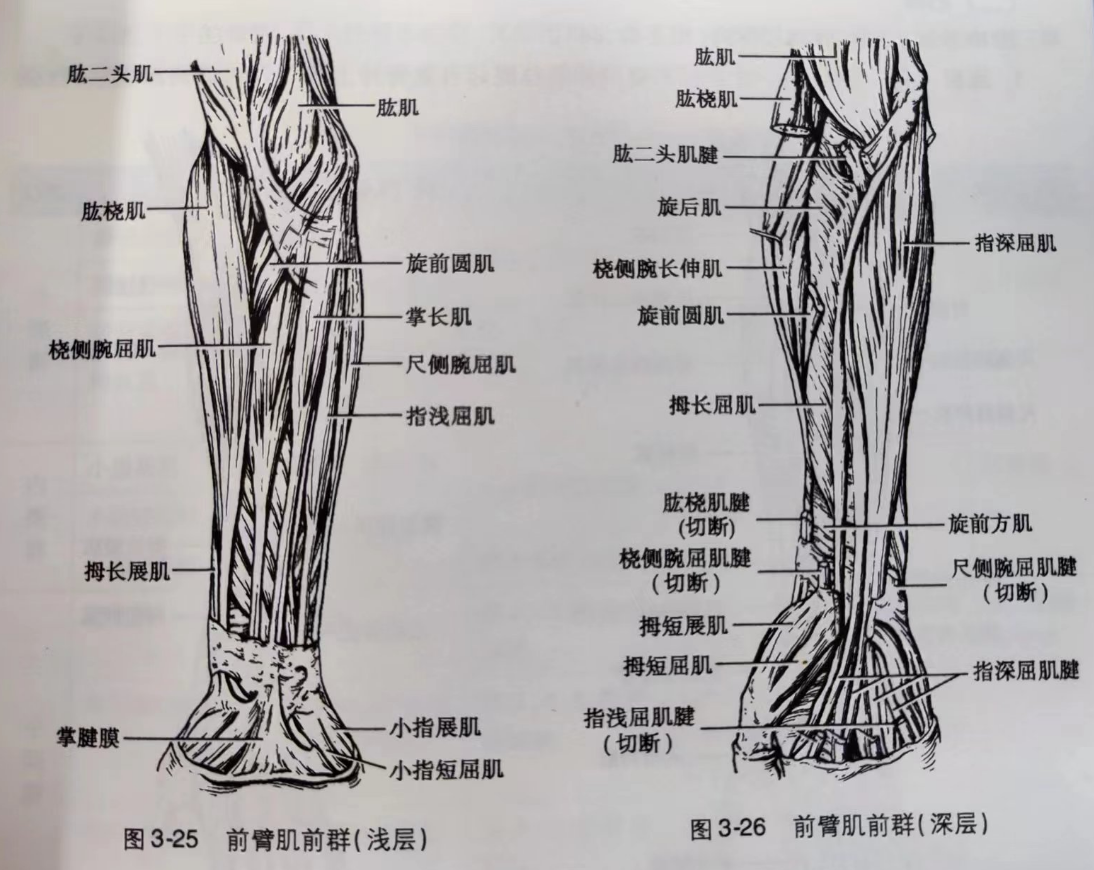 肱二头肌
肱肌
肱桡肌
旋前圆肌
掌长肌
桡侧腕屈肌
尺侧腕屈肌
指浅屈肌
拇长展肌
掌腱膜
小指展肌
小指短屈肌
图3-25 前臂肌前群(浅层)
肱肌
肱桡肌
肱二头肌腱
旋后肌
指深屈肌
桡侧腕长伸肌
旋前圆肌
拇长屈肌
肱桡肌腱
(切断)
旋前方肌
桡侧腕屈肌腱
(切断)
尺侧腕屈肌腱
(切断)
拇短展肌
拇短屈肌
指深屈肌腱
指浅屈肌腱
(切断)
图3-26 前臂肌前群(深层)